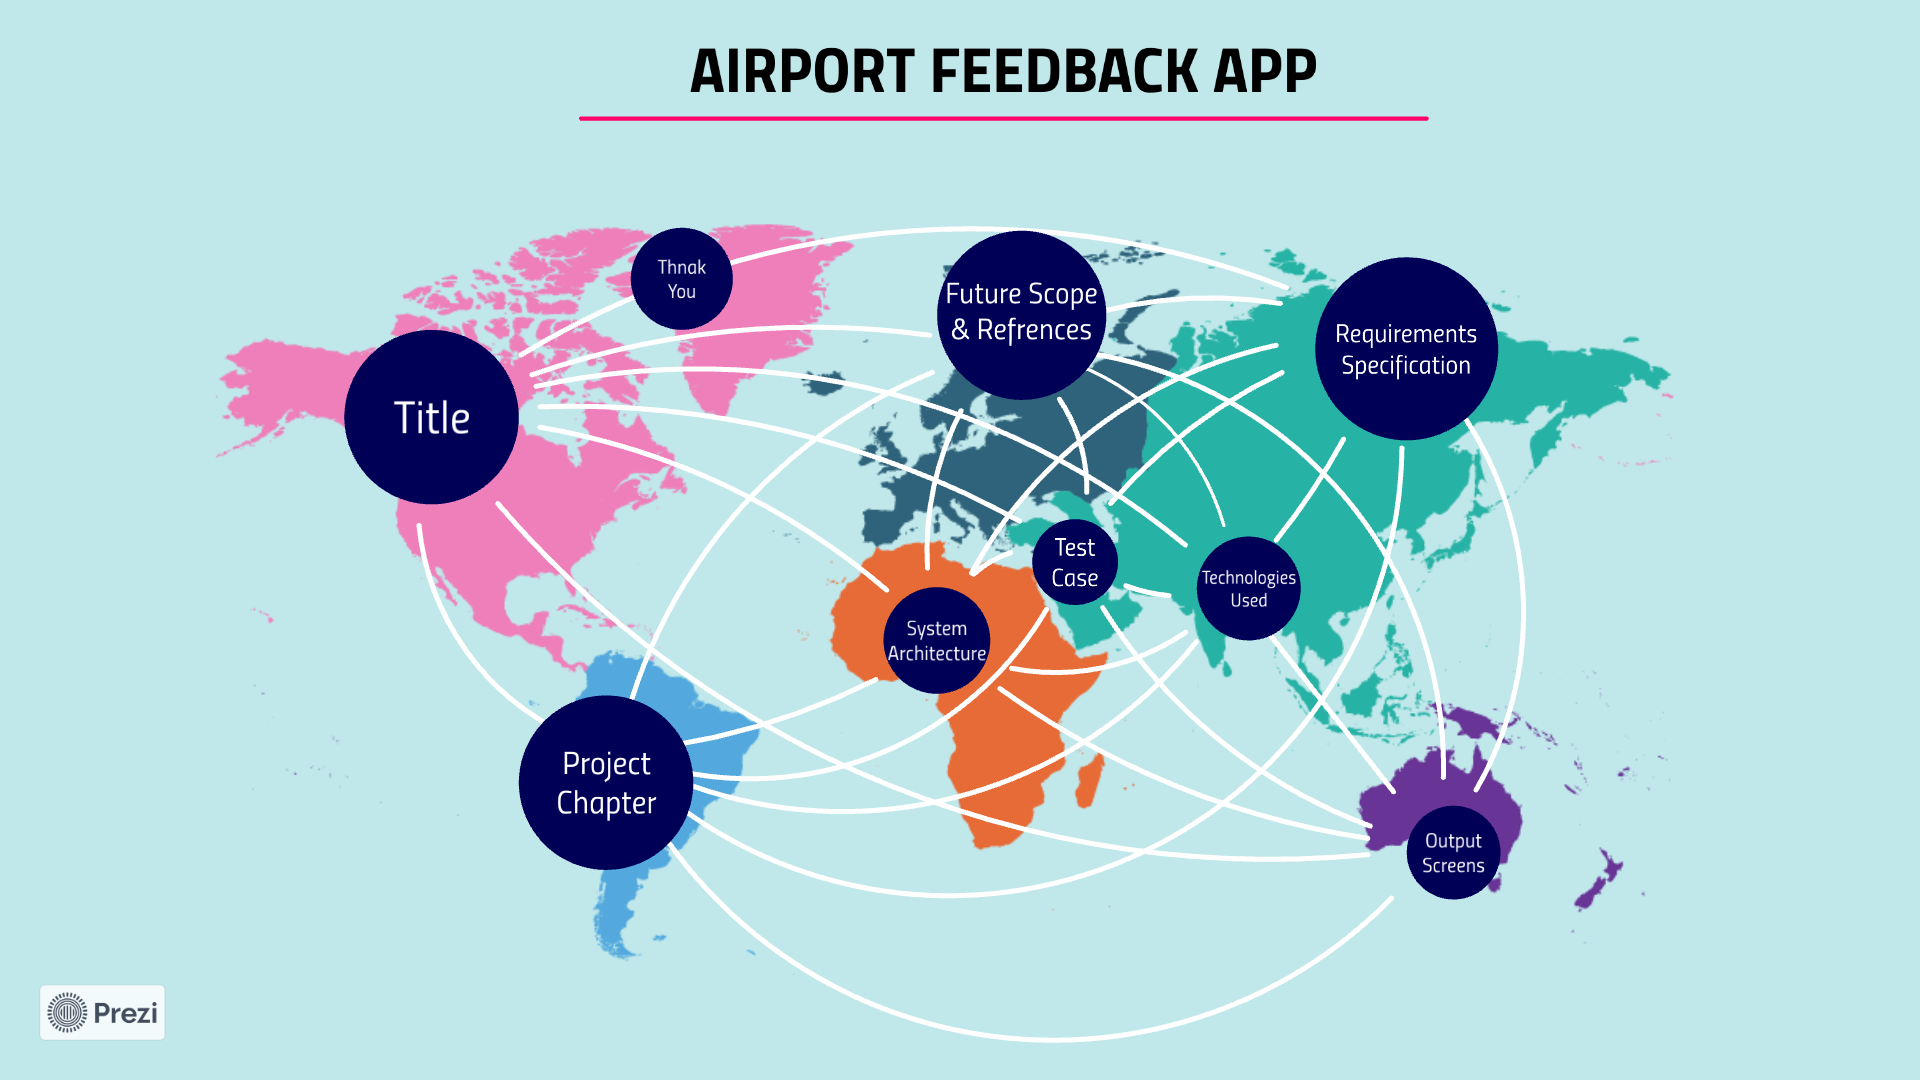 AIRPORT FEEDBACK APP
Thnak
You
Future Scope
& Refrences
Requirements
Specification
Title
Test
Case
Technologies
Used
System
Architecture
Project
Chapter
Output
Screens
Prezi